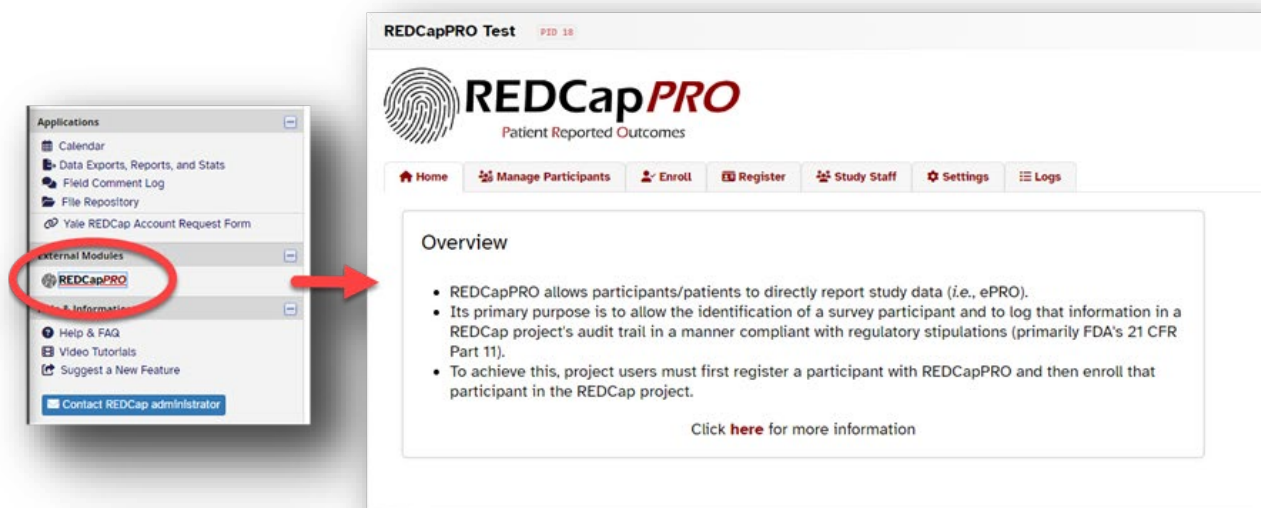 Applications
Calendar
Data Exports, Reports, and Stats
Field Comment Log
File Repository
Yale REDCap Account Request Form
External Modules
REDCapPRO
Help & Information
Help & FAQ
Video Tutorials
Suggest a New Feature
Contact REDCap administrator
REDCapPRO Test PID 18
REDCapPRO
Patient Reported Outcomes
Home Manage Participants Enroll Register Study Staff Settings Logs
Overview
• REDCapPRO allows participants/patients to directly report study data (i.e., ePRO).
• Its primary purpose is to allow the identification of a survey participant and to log that information in a
REDCap project's audit trail in a manner compliant with regulatory stipulations (primarily FDA's 21 CFR
Part 11).
• To achieve this, project users must first register a participant with REDCapPRO and then enroll that
participant in the REDCap project.
Click here for more information